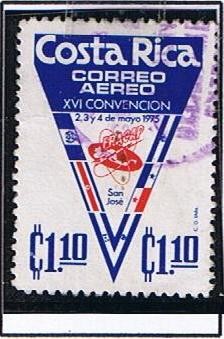 Costa Rica
CORREO
AEREO
XVI CONVENCION
2,3 y 4 de mayo 1975
San
José
₡1.10 ₡1.10